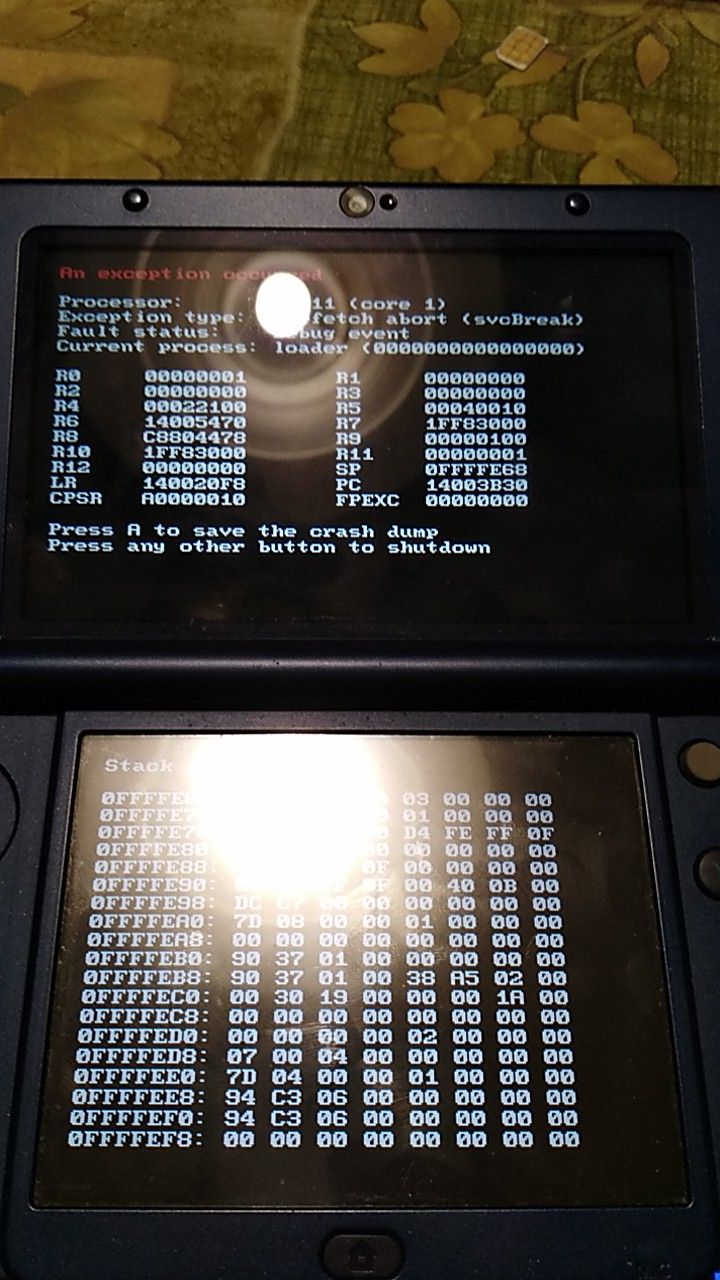 An exception occurred
Processor: 11 (core 1)
Exception type: fetch abort (svcBreak)
Fault status: bug event
Current process: loader (0000000000000000)
R0 00000001 R1 00000000
R2 00000000 R3 00000000
R4 00022100 R5 00040010
R6 14005470 R7 1FF83000
R8 C8804478 R9 00000100
R10 1FF83000 R11 00000001
R12 00000000 SP 0FFFFE68
LR 140020F8 PC 14003B30
CPSR A0000010 FPEXC 00000000
Press A to save the crash dump
Press any other button to shutdown
Stack
0FFFFE 03 00 00 00
0FFFFE7 01 00 00 00
0FFFFE7 D4 FE FF 0F
0FFFFE80 00 00 00 00
0FFFFE88 0F 00 00 00 00
0FFFFE90: 0F 00 40 0B 00
0FFFFE98: DC C7 00 00 00 00 00 00
0FFFFEA0: 7D 08 00 00 01 00 00 00
0FFFFEA8: 00 00 00 00 00 00 00 00
0FFFFEB0: 90 37 01 00 00 00 00 00
0FFFFEB8: 90 37 01 00 38 A5 02 00
0FFFFEC0: 00 30 19 00 00 00 1A 00
0FFFFEC8: 00 00 00 00 00 00 00 00
0FFFFED0: 00 00 00 00 02 00 00 00
0FFFFED8: 07 00 04 00 00 00 00 00
0FFFFEE0: 7D 04 00 00 01 00 00 00
0FFFFEE8: 94 C3 06 00 00 00 00 00
0FFFFEF0: 94 C3 06 00 00 00 00 00
0FFFFEF8: 00 00 00 00 00 00 00 00